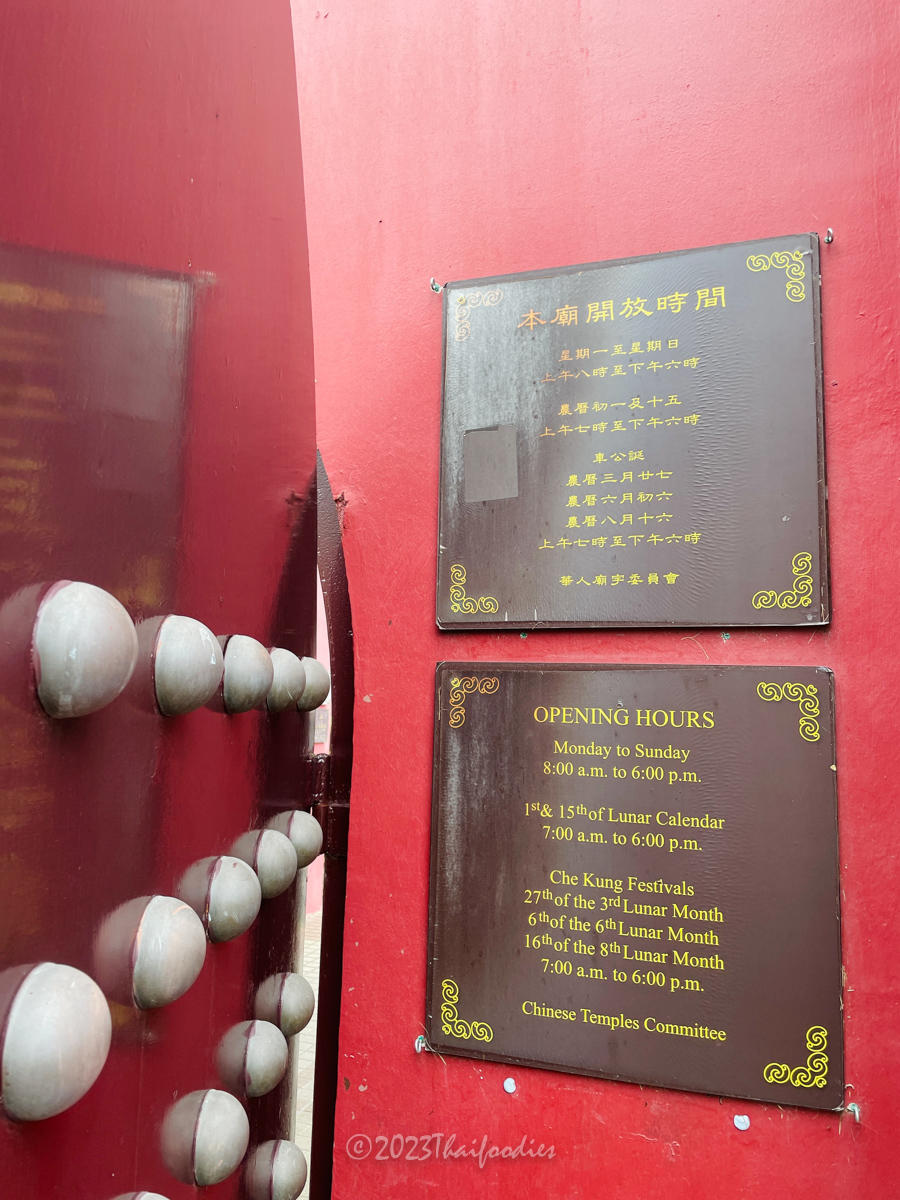 本廟開放時間
星期一至星期日
上午八時至下午六時
農曆初一及十五
上午七時至下午六時
車公誕
農曆三月廿七
農曆六月初六
農曆八月十六
上午七時至下午六時
華人廟宇委員會
OPENING HOURS
Monday to Sunday
8:00 a.m. to 6:00 p.m.
1st & 15th of Lunar Calendar
7:00 a.m. to 6:00 p.m.
Che Kung Festivals
27th of the 3rd Lunar Month
6th of the 6th Lunar Month
16th of the 8th Lunar Month
7:00 a.m. to 6:00 p.m.
Chinese Temples Committee
©2023Thaifoodies